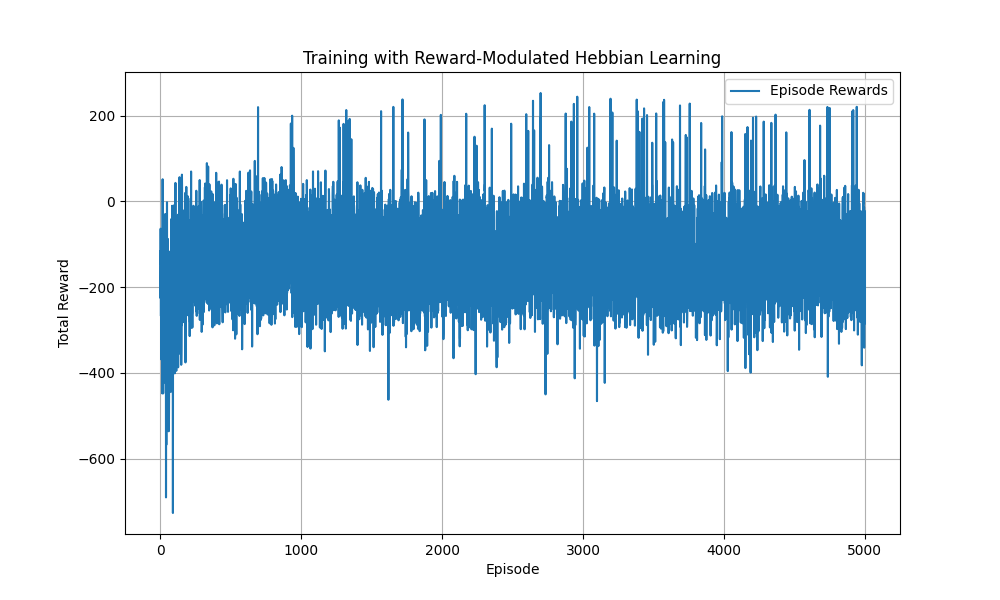 Training with Reward-Modulated Hebbian Learning
Episode Rewards
200
0
−200
−400
−600
Total Reward
0
1000
2000
3000
4000
5000
Episode